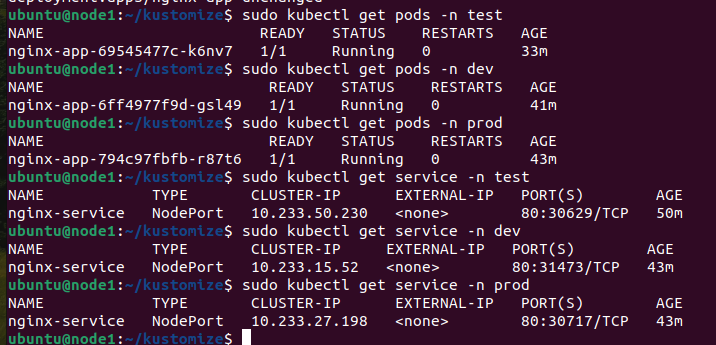 deployment.apps/nginx-app unchanged
ubuntu@node1:~/kustomize$ sudo kubectl get pods -n test
NAME READY STATUS RESTARTS AGE
nginx-app-69545477c-k6nv7 1/1 Running 0 33m
ubuntu@node1:~/kustomize$ sudo kubectl get pods -n dev
NAME READY STATUS RESTARTS AGE
nginx-app-6ff4977f9d-gsl49 1/1 Running 0 41m
ubuntu@node1:~/kustomize$ sudo kubectl get pods -n prod
NAME READY STATUS RESTARTS AGE
nginx-app-794c97fbfb-r87t6 1/1 Running 0 43m
ubuntu@node1:~/kustomize$ sudo kubectl get service -n test
NAME TYPE CLUSTER-IP EXTERNAL-IP PORT(S) AGE
nginx-service NodePort 10.233.50.230 <none> 80:30629/TCP 50m
ubuntu@node1:~/kustomize$ sudo kubectl get service -n dev
NAME TYPE CLUSTER-IP EXTERNAL-IP PORT(S) AGE
nginx-service NodePort 10.233.15.52 <none> 80:31473/TCP 43m
ubuntu@node1:~/kustomize$ sudo kubectl get service -n prod
NAME TYPE CLUSTER-IP EXTERNAL-IP PORT(S) AGE
nginx-service NodePort 10.233.27.198 <none> 80:30717/TCP 43m
ubuntu@node1:~/kustomize$